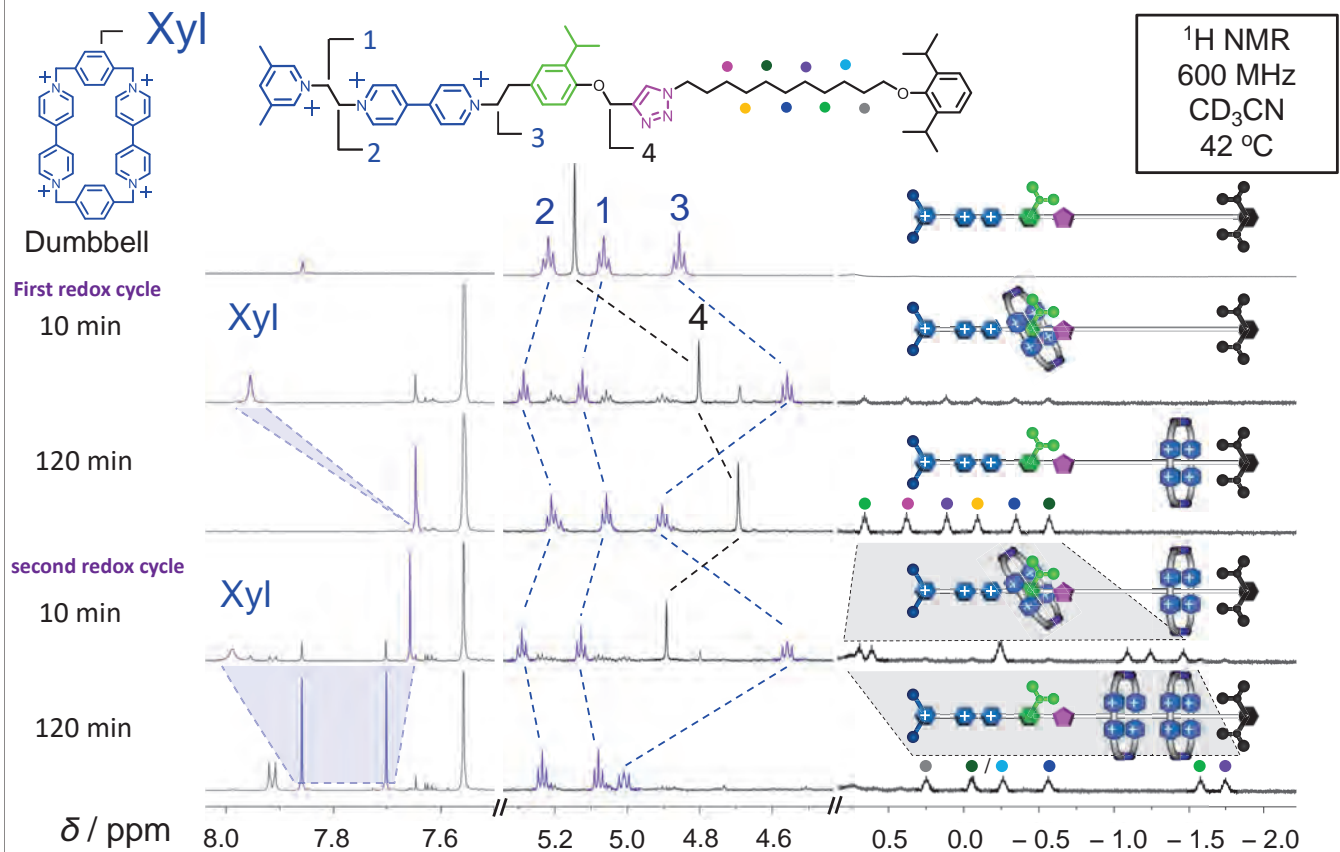 Xyl
1
2
3
4
+
+
+
+
+
+
+
N
N
N
N
N
N
N
O
N
N
N
O
¹H NMR
600 MHz
CD₃CN
42 ºC
Dumbbell
2
1
3
First redox cycle
10 min
Xyl
4
120 min
second redox cycle
10 min
Xyl
120 min
/
δ / ppm
8.0
7.8
7.6
5.2
5.0
4.8
4.6
0.5
0.0
– 0.5
– 1.0
– 1.5
– 2.0